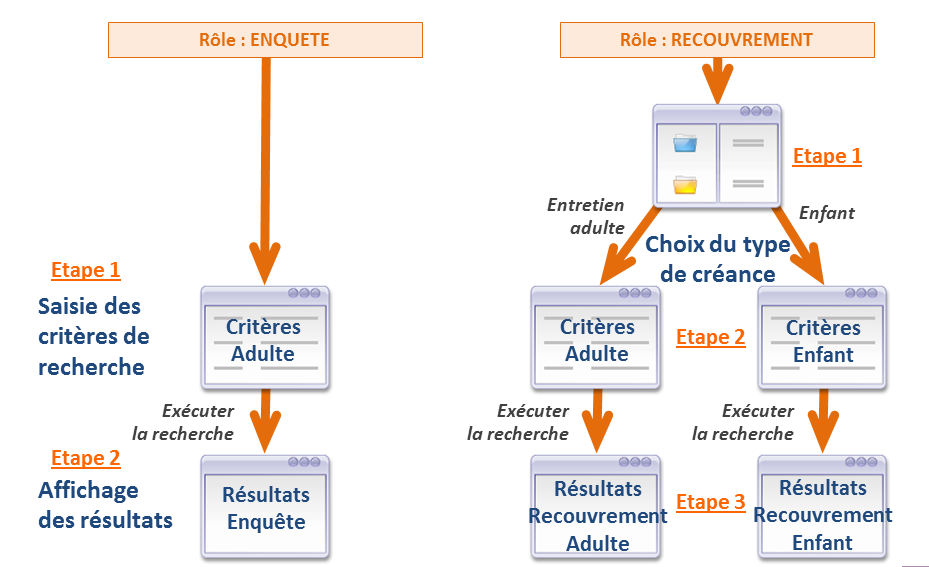 Rôle : ENQUETE
Rôle : RECOUVREMENT
Etape 1
Entretien
adulte
Enfant
Choix du type
de créance
Etape 1
Saisie des
critères de
recherche
Critères
Adulte
Critères
Adulte
Etape 2
Critères
Enfant
Exécuter
la recherche
Exécuter
la recherche
Exécuter
la recherche
Etape 2
Affichage
des résultats
Résultats
Enquête
Résultats
Recouvrement
Adulte
Etape 3
Résultats
Recouvrement
Enfant